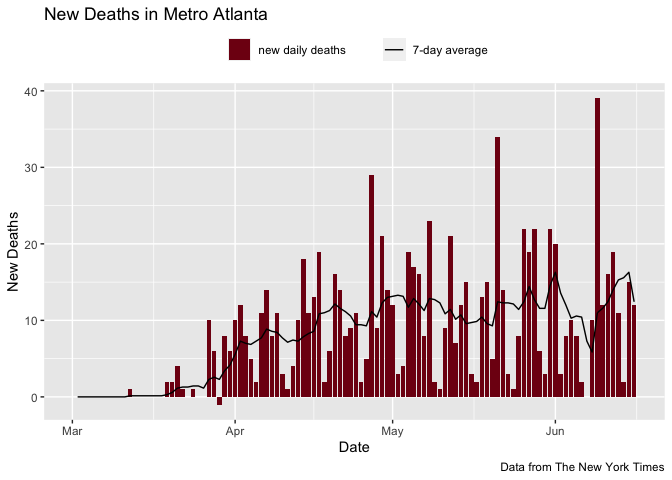 New Deaths in Metro Atlanta
new daily deaths
7-day average
40
30
20
10
0
New Deaths
Mar
Apr
May
Jun
Date
Data from The New York Times